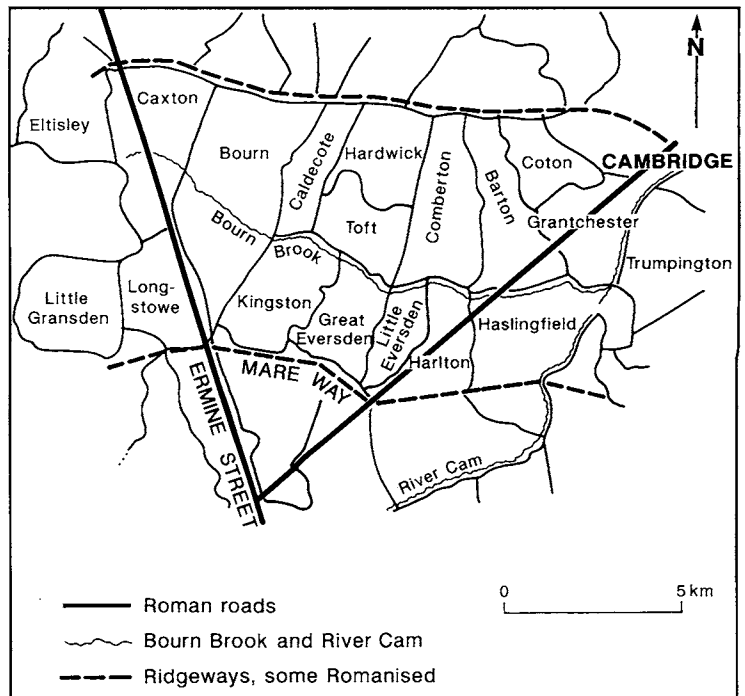 N
Caxton
Eltisley
Bourn
Caldecote
Hardwick
Comberton
Barton
Coton
CAMBRIDGE
Grantchester
Toft
Bourn
Brook
Trumpington
Little
Gransden
Long-
stowe
Kingston
Great
Eversden
Little
Eversden
Haslingfield
Harlton
MARE WAY
ERMINE STREET
River Cam
Roman roads
Bourn Brook and River Cam
Ridgeways, some Romanised
0 5 km